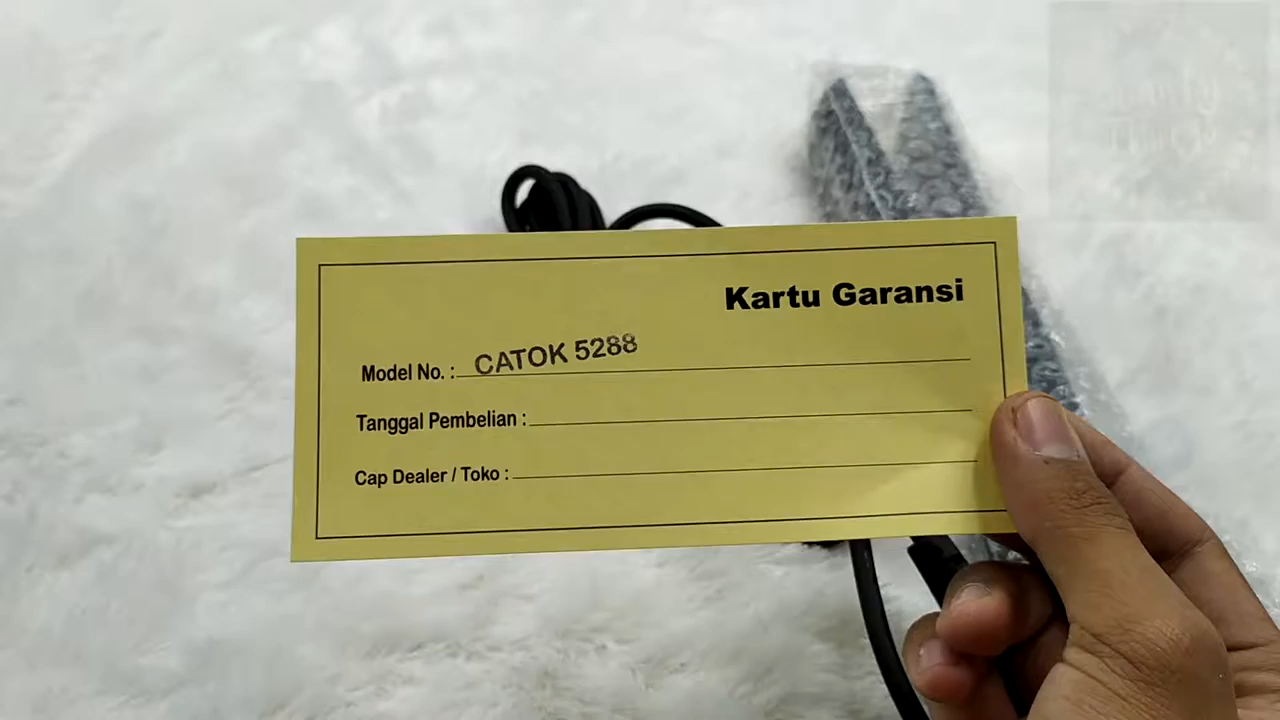 Kartu Garansi
Model No. : CATOK 5288
Tanggal Pembelian :
Cap Dealer / Toko :